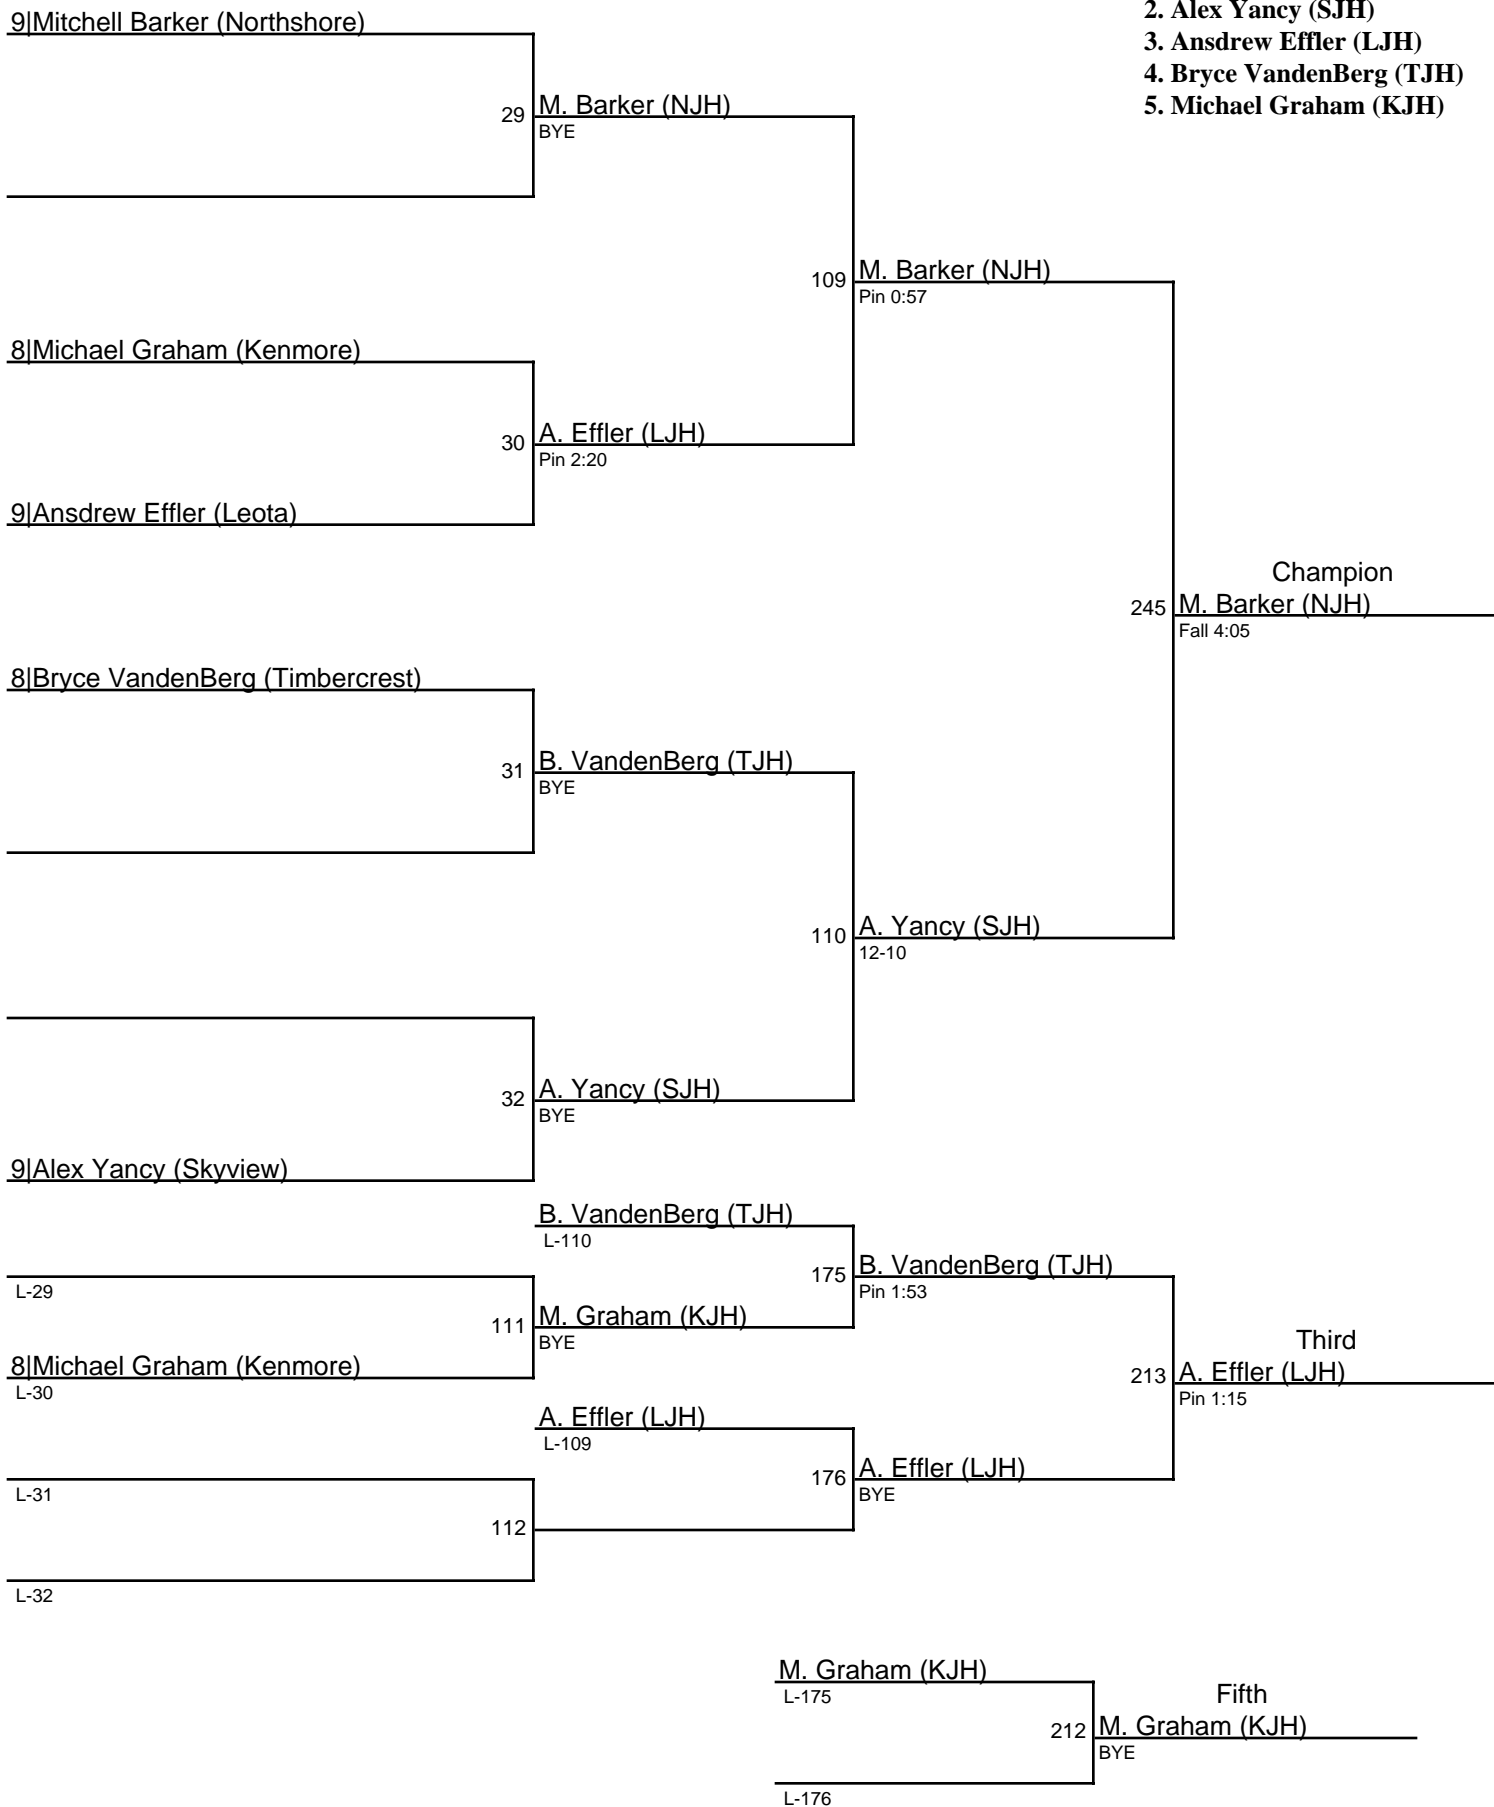 2. Alex Yancy (SJH)
3. Ansdrew Effler (LJH)
4. Bryce VandenBerg (TJH)
5. Michael Graham (KJH)
9|Mitchell Barker (Northshore)
29 M. Barker (NJH)
BYE
109 M. Barker (NJH)
Pin 0:57
8|Michael Graham (Kenmore)
30 A. Effler (LJH)
Pin 2:20
9|Ansdrew Effler (Leota)
Champion
245 M. Barker (NJH)
Fall 4:05
8|Bryce VandenBerg (Timbercrest)
31 B. VandenBerg (TJH)
BYE
110 A. Yancy (SJH)
12-10
32 A. Yancy (SJH)
BYE
9|Alex Yancy (Skyview)
B. VandenBerg (TJH)
L-110
175 B. VandenBerg (TJH)
Pin 1:53
L-29
111 M. Graham (KJH)
BYE
8|Michael Graham (Kenmore)
L-30
Third
213 A. Effler (LJH)
Pin 1:15
A. Effler (LJH)
L-109
176 A. Effler (LJH)
BYE
L-31
112
L-32
M. Graham (KJH)
L-175
Fifth
212 M. Graham (KJH)
BYE
L-176